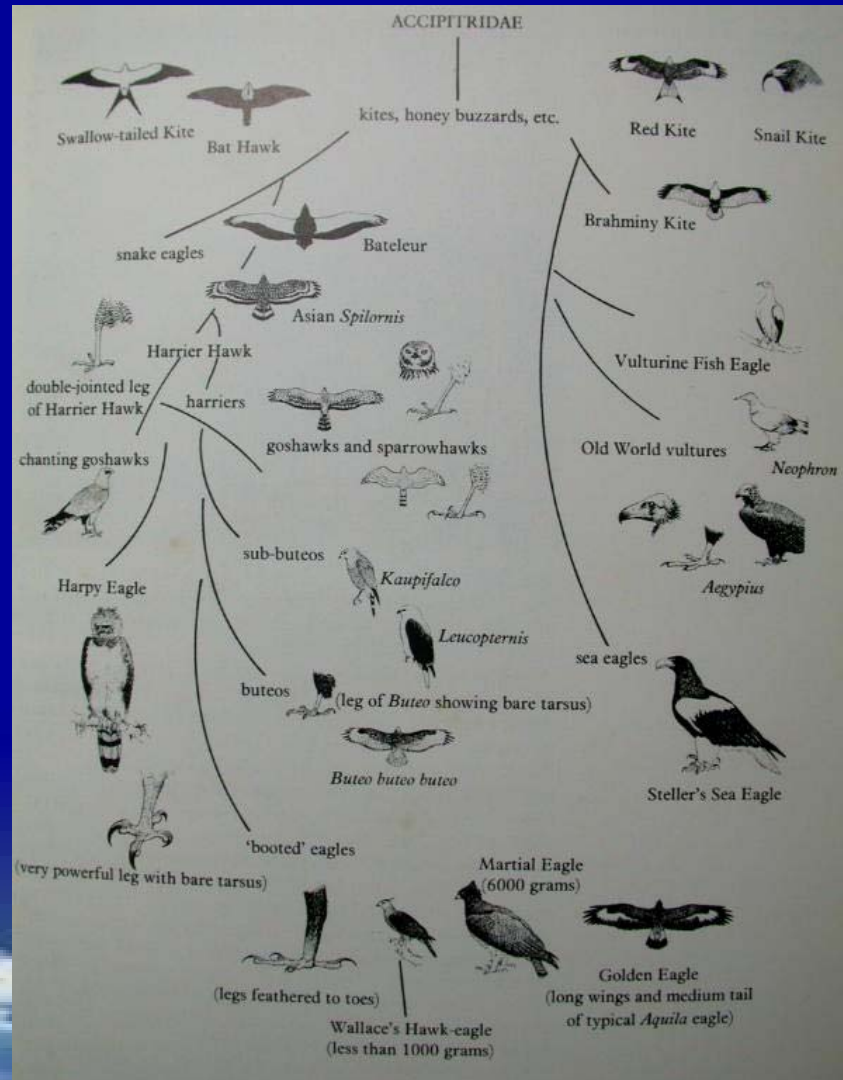 ACCIPITRIDAE
Swallow-tailed Kite
Bat Hawk
kites, honey buzzards, etc.
Red Kite
Snail Kite
snake eagles
Bateleur
Brahminy Kite
Asian Spilornis
Harrier Hawk
Vulturine Fish Eagle
double-jointed leg
of Harrier Hawk
harriers
chanting goshawks
goshawks and sparrowhawks
Old World vultures
Neophron
sub-buteos
Kaupifalco
Harpy Eagle
Aegypius
Leucopternis
sea eagles
buteos
(leg of Buteo showing bare tarsus)
Buteo buteo buteo
Steller's Sea Eagle
'booted' eagles
(very powerful leg with bare tarsus)
Martial Eagle
(6000 grams)
(legs feathered to toes)
Wallace's Hawk-eagle
(less than 1000 grams)
Golden Eagle
(long wings and medium tail
of typical Aquila eagle)